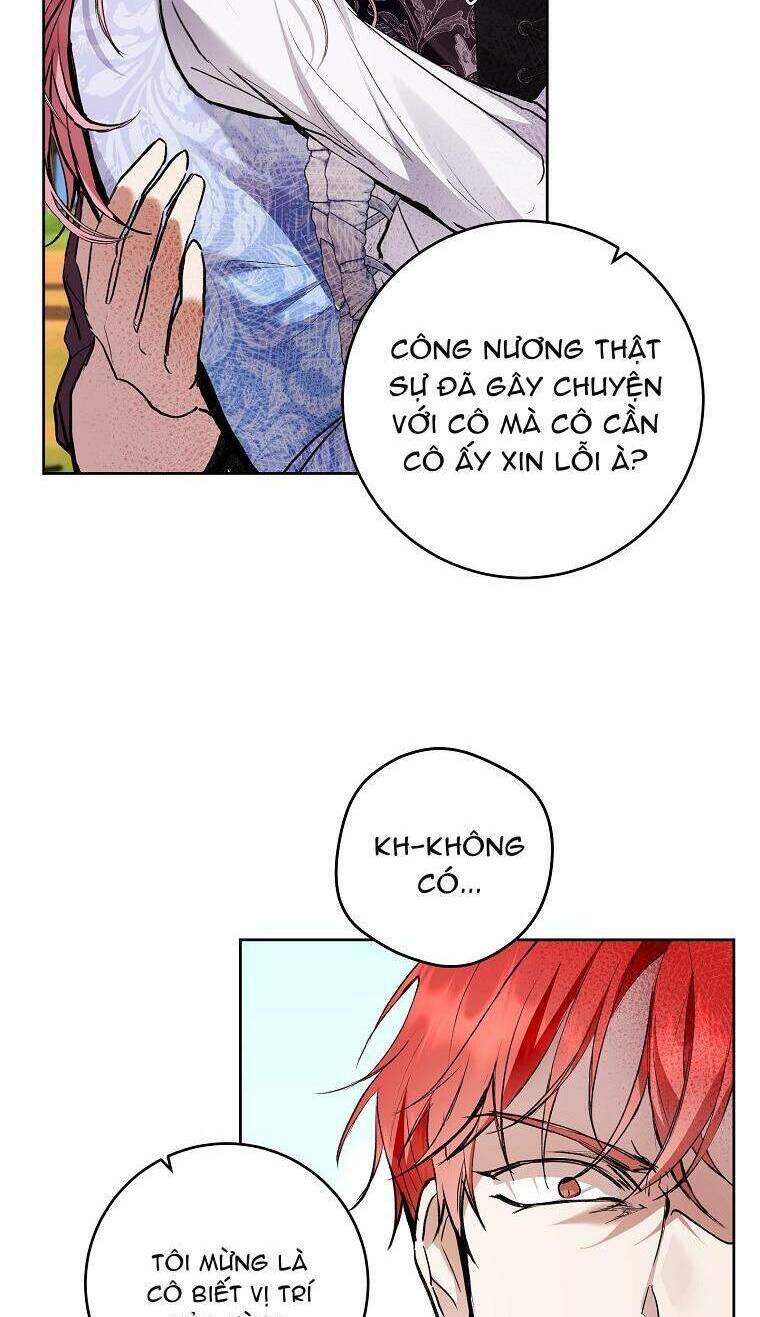 CÔNG NƯƠNG THẬT
SỰ ĐÃ GÂY CHUYỆN
VỚI CÔ MÀ CÔ CẦN
CÔ ẤY XIN LỖI À?
KH-KHÔNG
CÓ...
TÔI MỪNG LÀ
CÔ BIẾT VỊ TRÍ